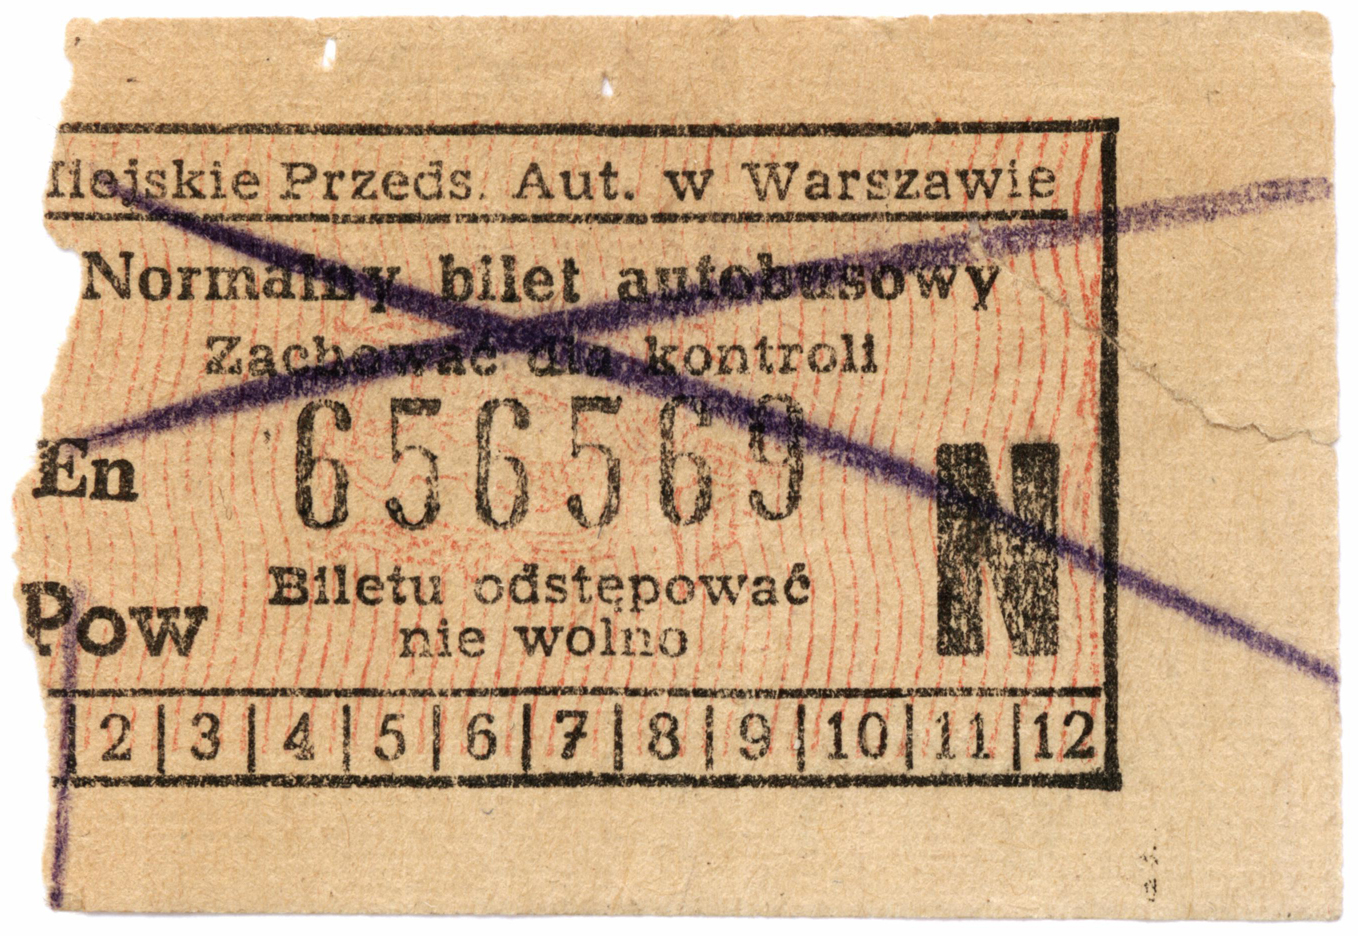 Miejskie Przeds. Aut. w Warszawie
Normalny bilet autobusowy
Zachować dla kontroli
656569
En
N
Biletu odstępować
Pow
nie wolno
2 | 3 | 4 | 5 | 6 | 7 | 8 | 9 | 10 | 11 | 12